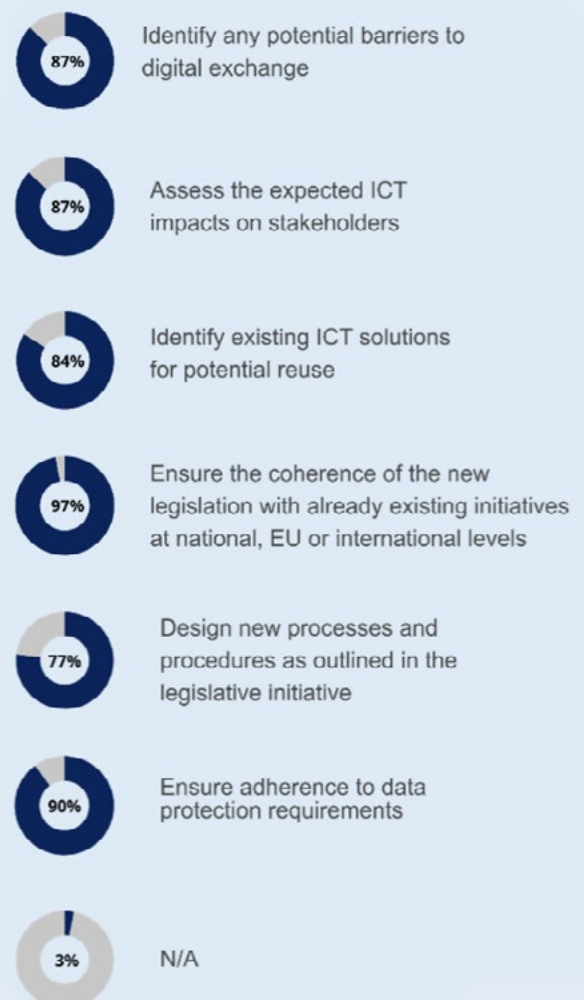 87%
Identify any potential barriers to
digital exchange
87%
Assess the expected ICT
impacts on stakeholders
84%
Identify existing ICT solutions
for potential reuse
97%
Ensure the coherence of the new
legislation with already existing initiatives
at national, EU or international levels
77%
Design new processes and
procedures as outlined in the
legislative initiative
90%
Ensure adherence to data
protection requirements
3%
N/A